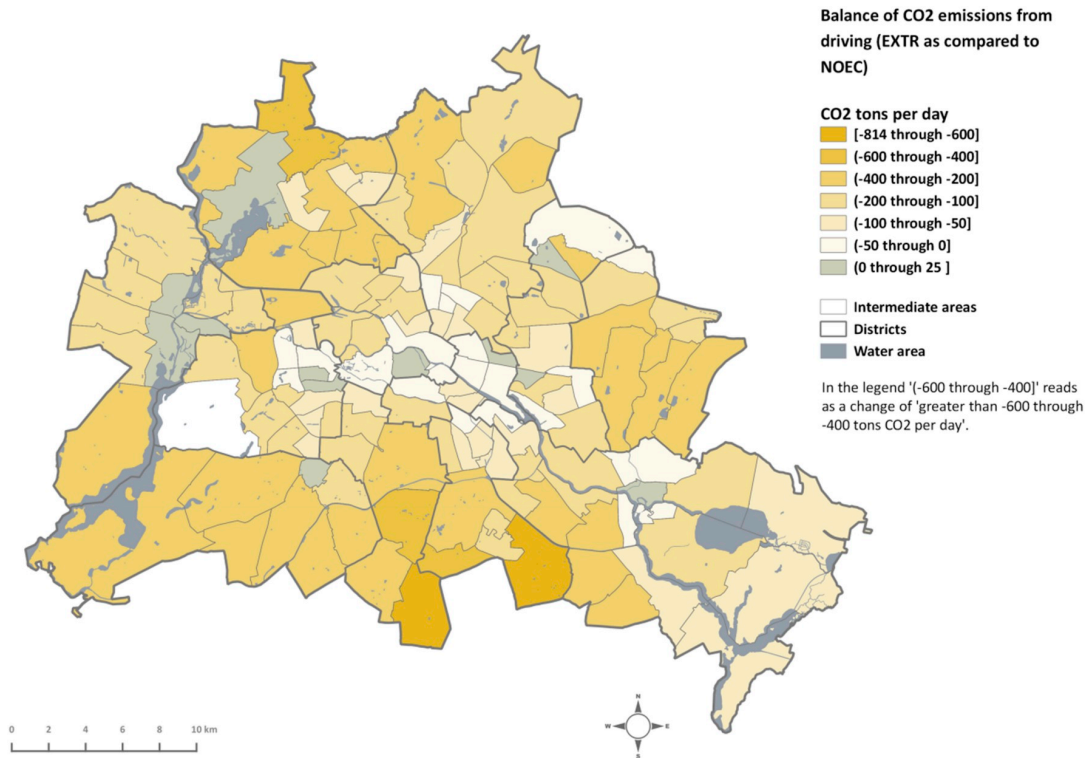 Balance of CO2 emissions from
driving (EXTR as compared to
NOEC)
CO2 tons per day
[-814 through -600]
(-600 through -400]
(-400 through -200]
(-200 through -100]
(-100 through -50]
(-50 through 0]
(0 through 25 ]
Intermediate areas
Districts
Water area
In the legend '(-600 through -400]' reads
as a change of 'greater than -600 through
-400 tons CO2 per day'.
0 2 4 6 8 10 km
N
W E
S